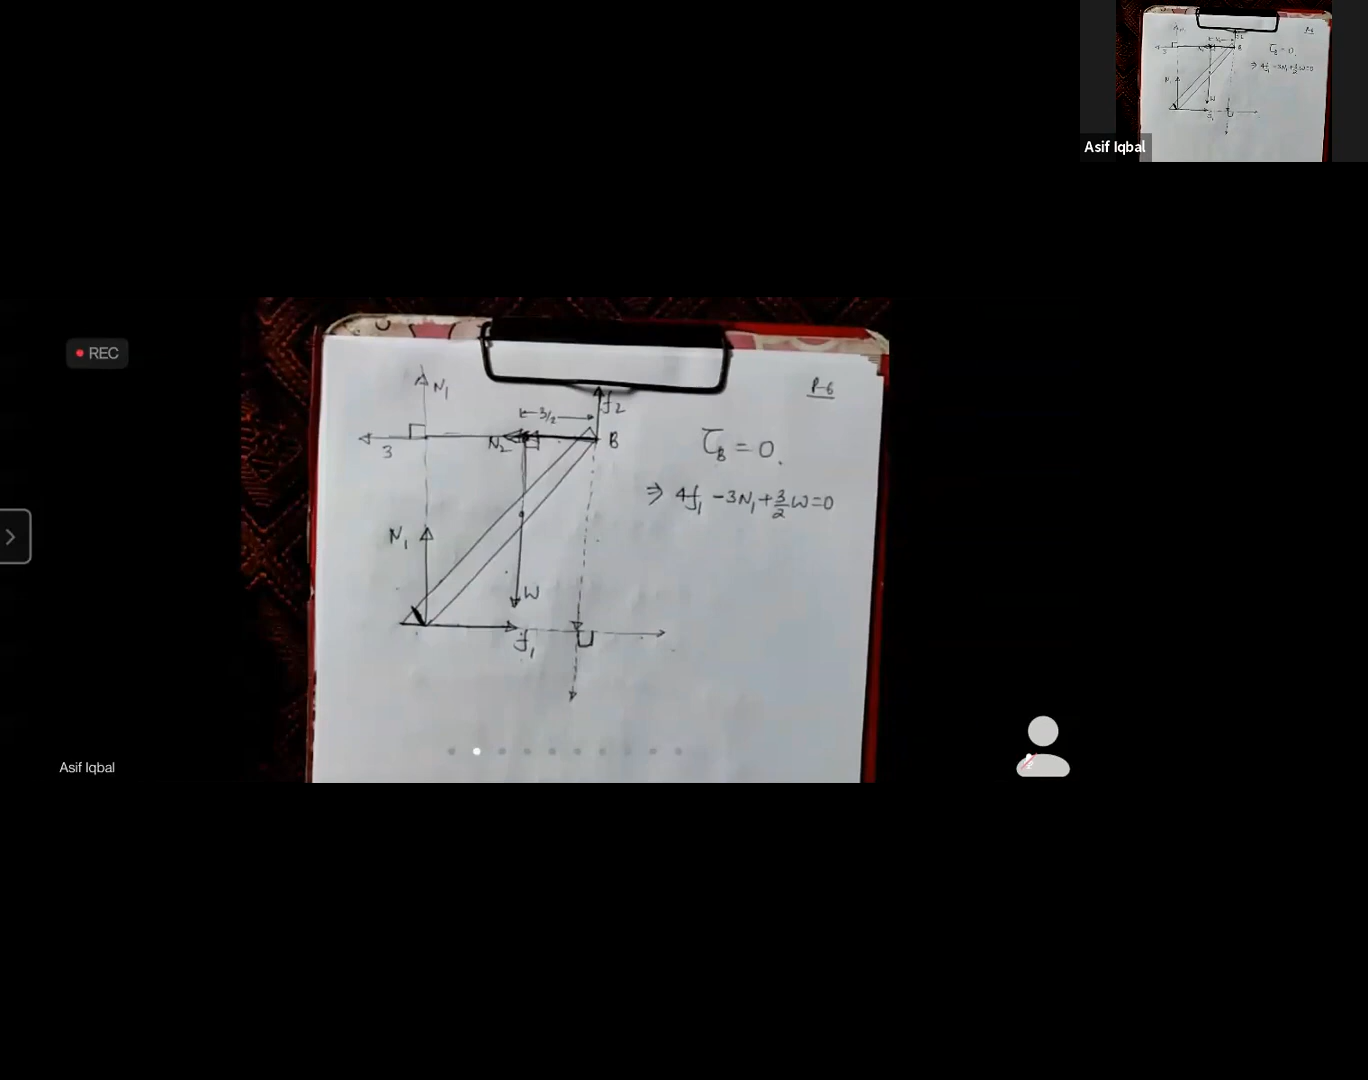 Asif Iqbal
REC
P-6
N₁
f₂
3/2
3
N₂
B
τ_B = 0.
⇒ 4f₁ - 3N₁ + 3/2 W = 0
N₁
W
f₁
Asif Iqbal